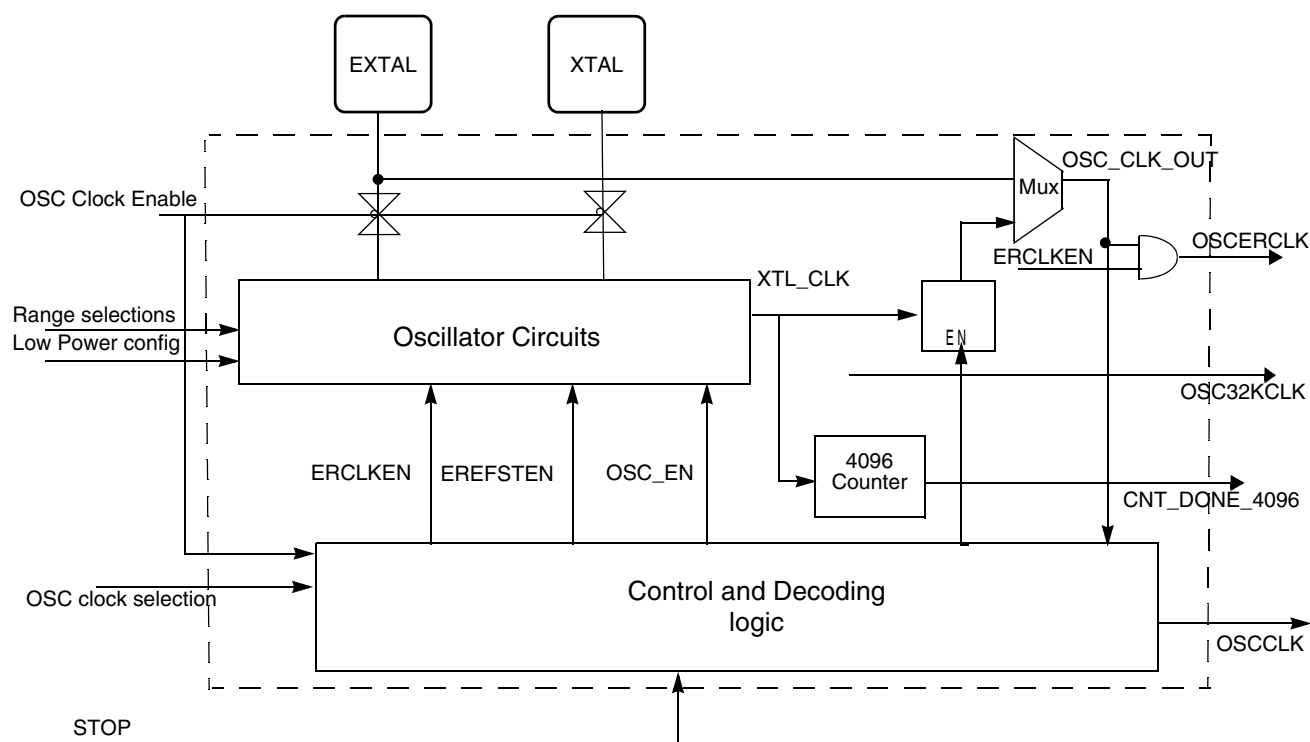 EXTAL
XTAL
OSC_CLK_OUT
Mux
OSC Clock Enable
ERCLKEN
OSCERCLK
XTL_CLK
Range selections
Low Power config
Oscillator Circuits
EN
OSC32KCLK
ERCLKEN
EREFSTEN
OSC_EN
4096
Counter
CNT_DONE_4096
OSC clock selection
Control and Decoding
logic
OSCCLK
STOP